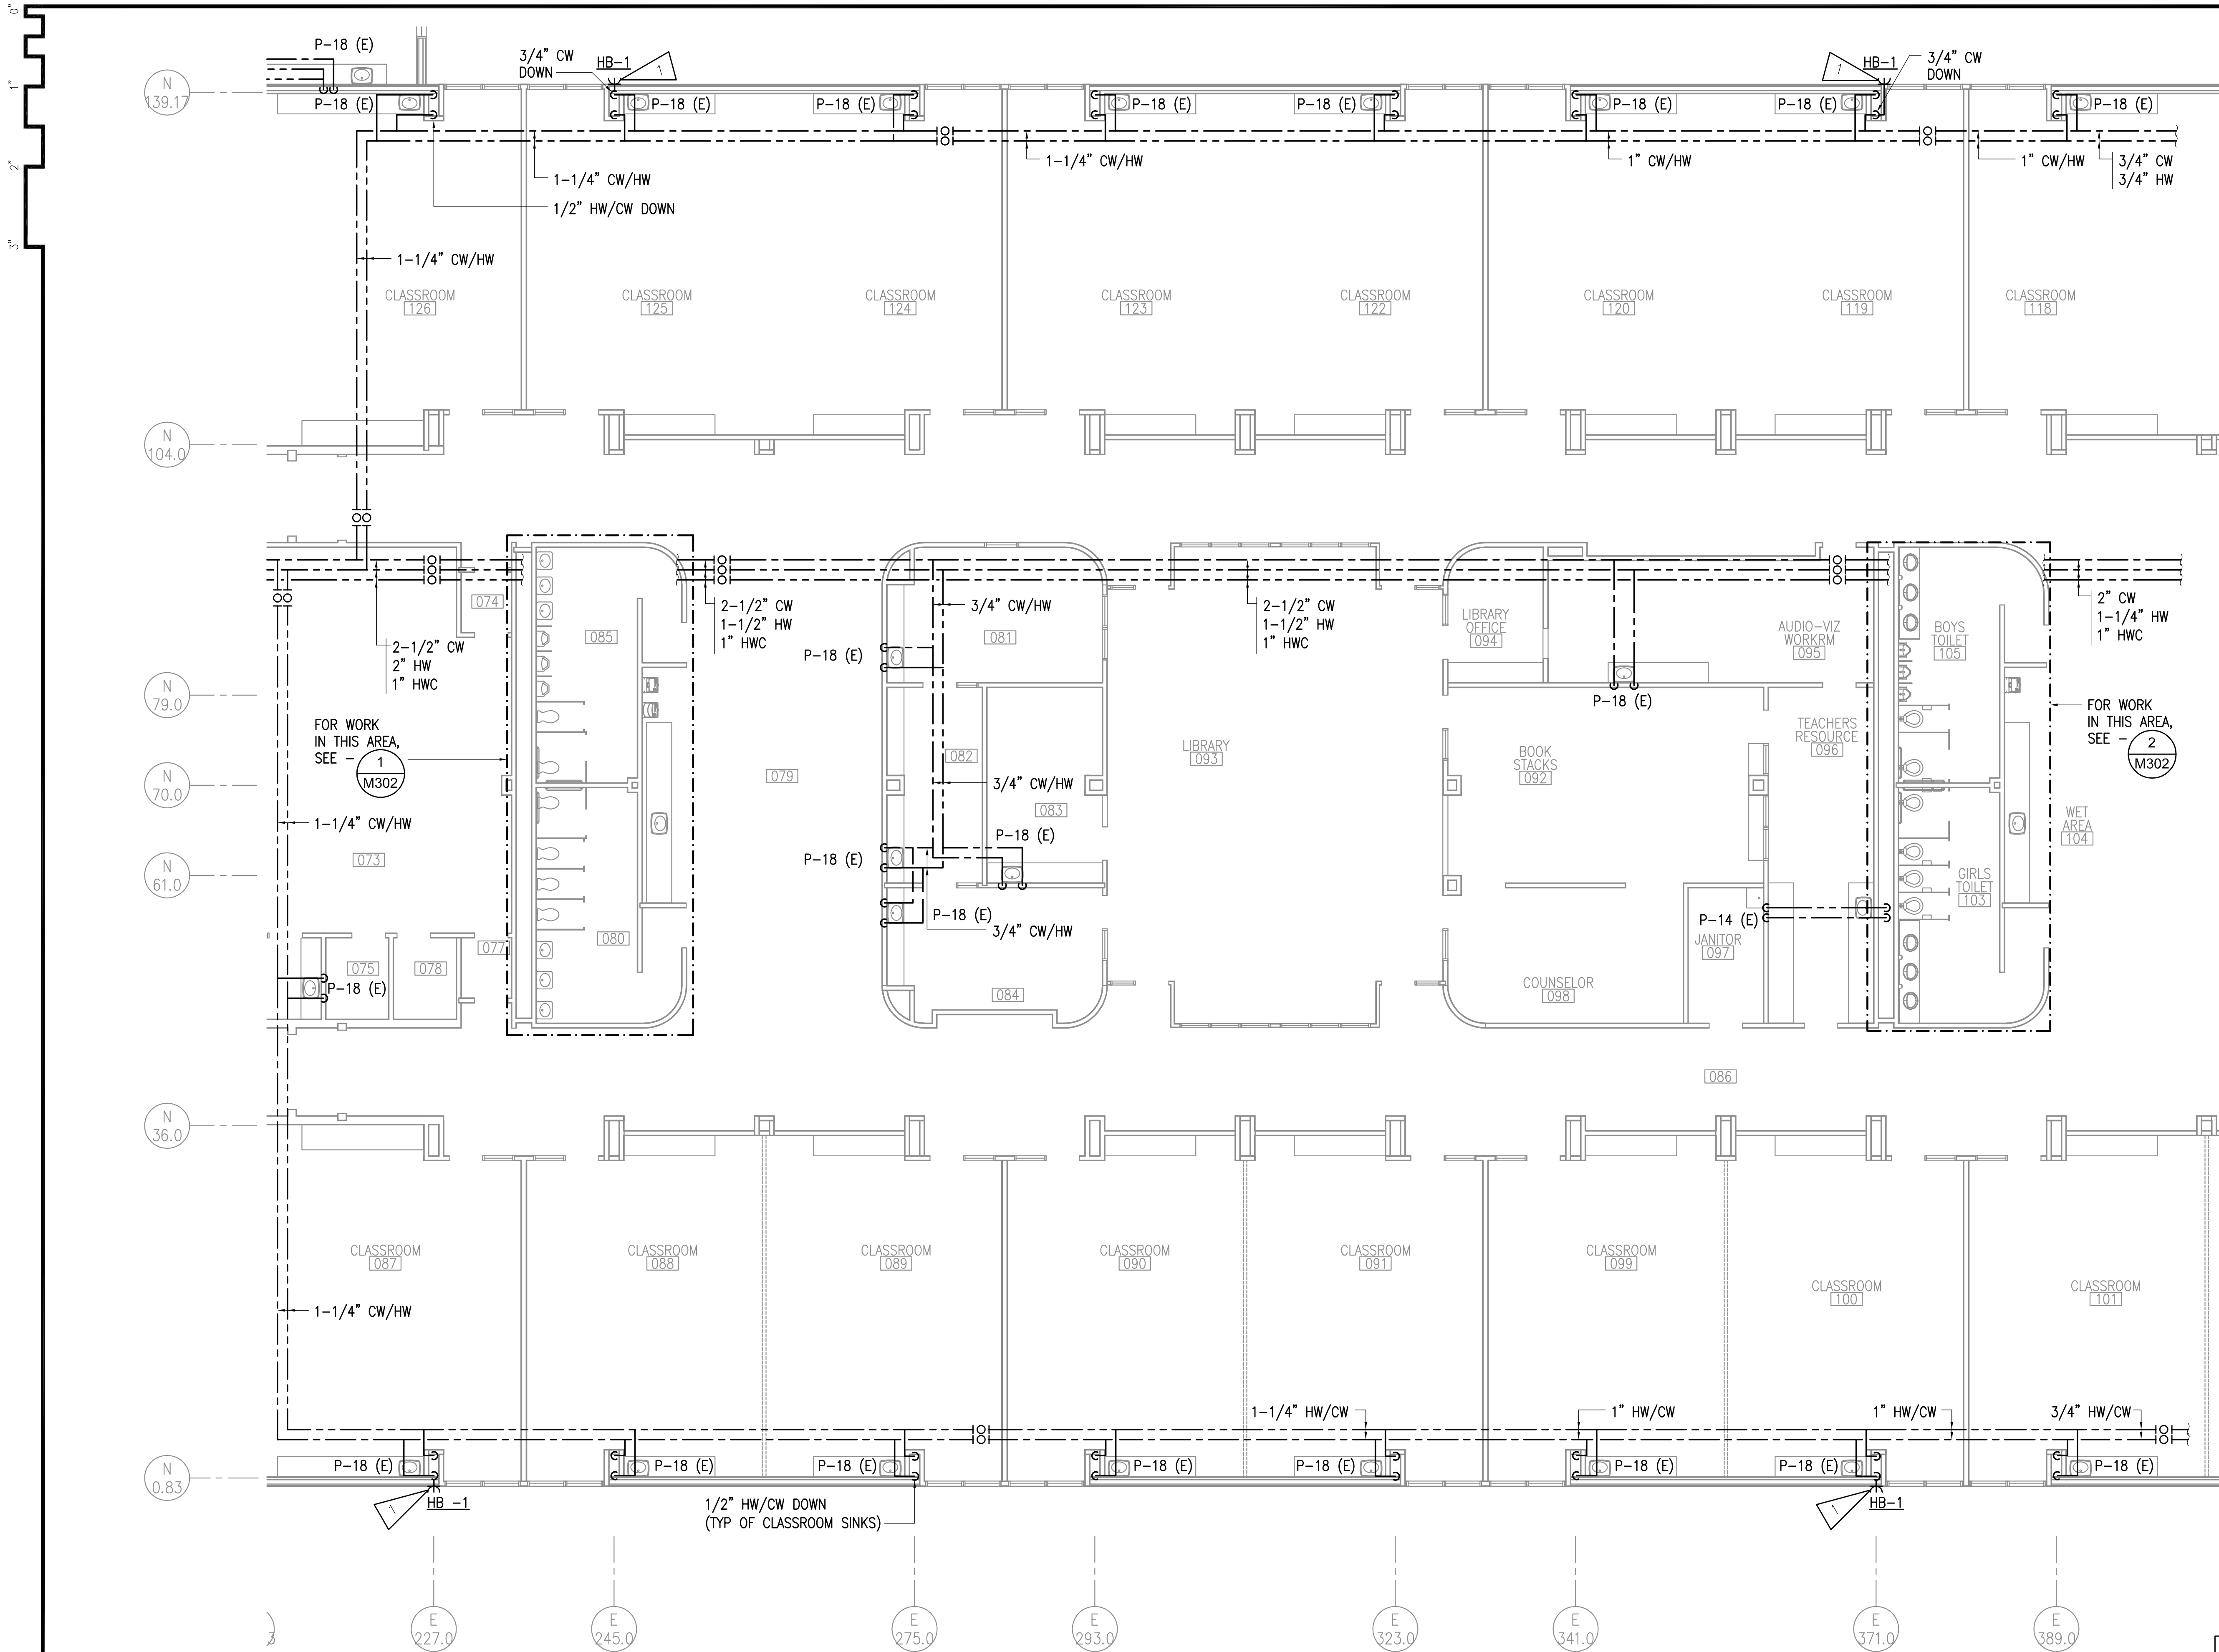 0"
1"
2"
3"
P-18 (E)
3/4" CW
DOWN
HB-1
1
1
HB-1
3/4" CW
DOWN
N
139.17
P-18 (E)
P-18 (E)
P-18 (E)
P-18 (E)
P-18 (E)
P-18 (E)
P-18 (E)
P-18 (E)
1-1/4" CW/HW
1" CW/HW
1" CW/HW
3/4" CW
3/4" HW
1-1/4" CW/HW
1/2" HW/CW DOWN
1-1/4" CW/HW
CLASSROOM
126
CLASSROOM
125
CLASSROOM
124
CLASSROOM
123
CLASSROOM
122
CLASSROOM
120
CLASSROOM
119
CLASSROOM
118
N
104.0
074
085
2-1/2" CW
1-1/2" HW
1" HWC
3/4" CW/HW
081
2-1/2" CW
1-1/2" HW
1" HWC
LIBRARY
OFFICE
094
AUDIO-VIZ
WORKRM
095
BOYS
TOILET
105
2" CW
1-1/4" HW
1" HWC
2-1/2" CW
2" HW
1" HWC
P-18 (E)
N
79.0
P-18 (E)
FOR WORK
IN THIS AREA,
SEE -
1
M302
FOR WORK
IN THIS AREA,
SEE -
2
M302
082
LIBRARY
093
BOOK
STACKS
092
TEACHERS
RESOURCE
096
079
N
70.0
3/4" CW/HW
083
1-1/4" CW/HW
P-18 (E)
WET
AREA
104
073
P-18 (E)
N
61.0
GIRLS
TOILET
103
P-18 (E)
3/4" CW/HW
P-14 (E)
JANITOR
097
077
080
075
078
P-18 (E)
084
COUNSELOR
098
086
N
36.0
CLASSROOM
087
CLASSROOM
088
CLASSROOM
089
CLASSROOM
090
CLASSROOM
091
CLASSROOM
099
CLASSROOM
100
CLASSROOM
101
1-1/4" CW/HW
1-1/4" HW/CW
1" HW/CW
1" HW/CW
3/4" HW/CW
N
0.83
P-18 (E)
P-18 (E)
P-18 (E)
P-18 (E)
P-18 (E)
P-18 (E)
P-18 (E)
P-18 (E)
1
HB -1
1/2" HW/CW DOWN
(TYP OF CLASSROOM SINKS)
1
HB-1
3
E
227.0
E
245.0
E
275.0
E
293.0
E
323.0
E
341.0
E
371.0
E
389.0